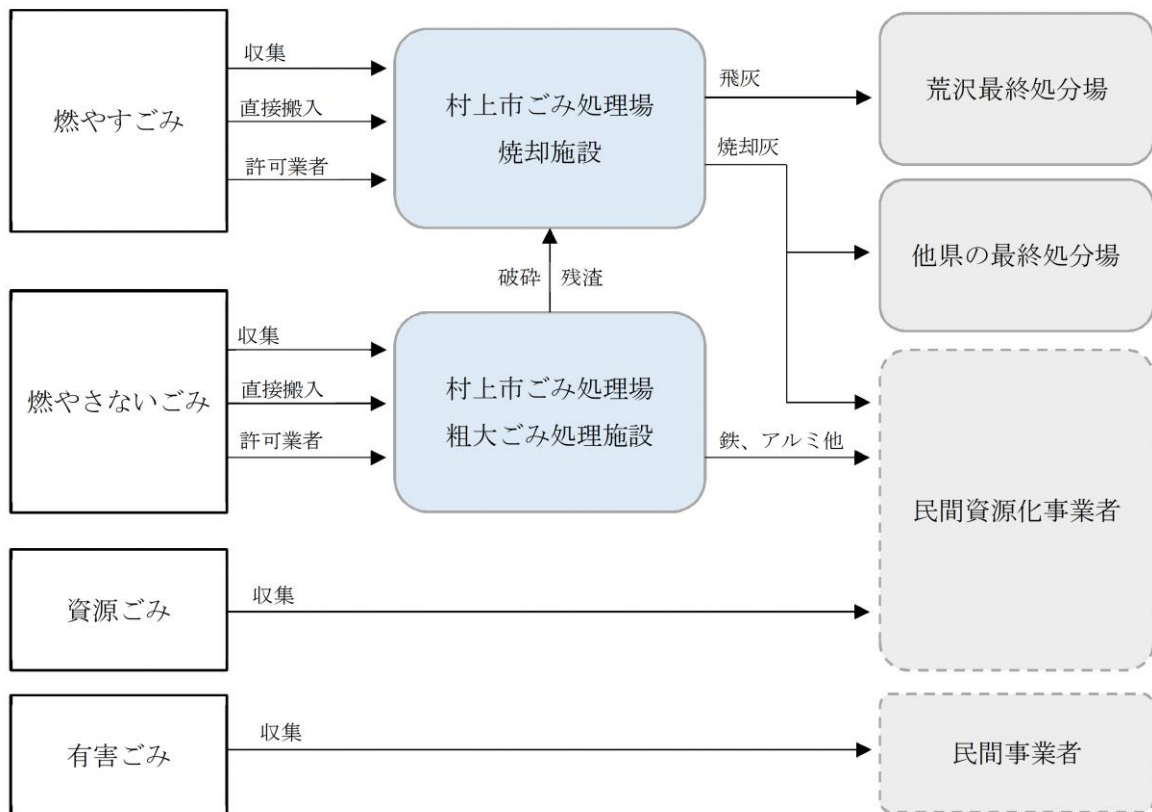 燃やすごみ
収集
直接搬入
許可業者
村上市ごみ処理場
焼却施設
飛灰
焼却灰
荒沢最終処分場
他県の最終処分場
破砕 残渣
燃やさないごみ
収集
直接搬入
許可業者
村上市ごみ処理場
粗大ごみ処理施設
鉄、アルミ他
民間資源化事業者
資源ごみ
収集
有害ごみ
収集
民間事業者